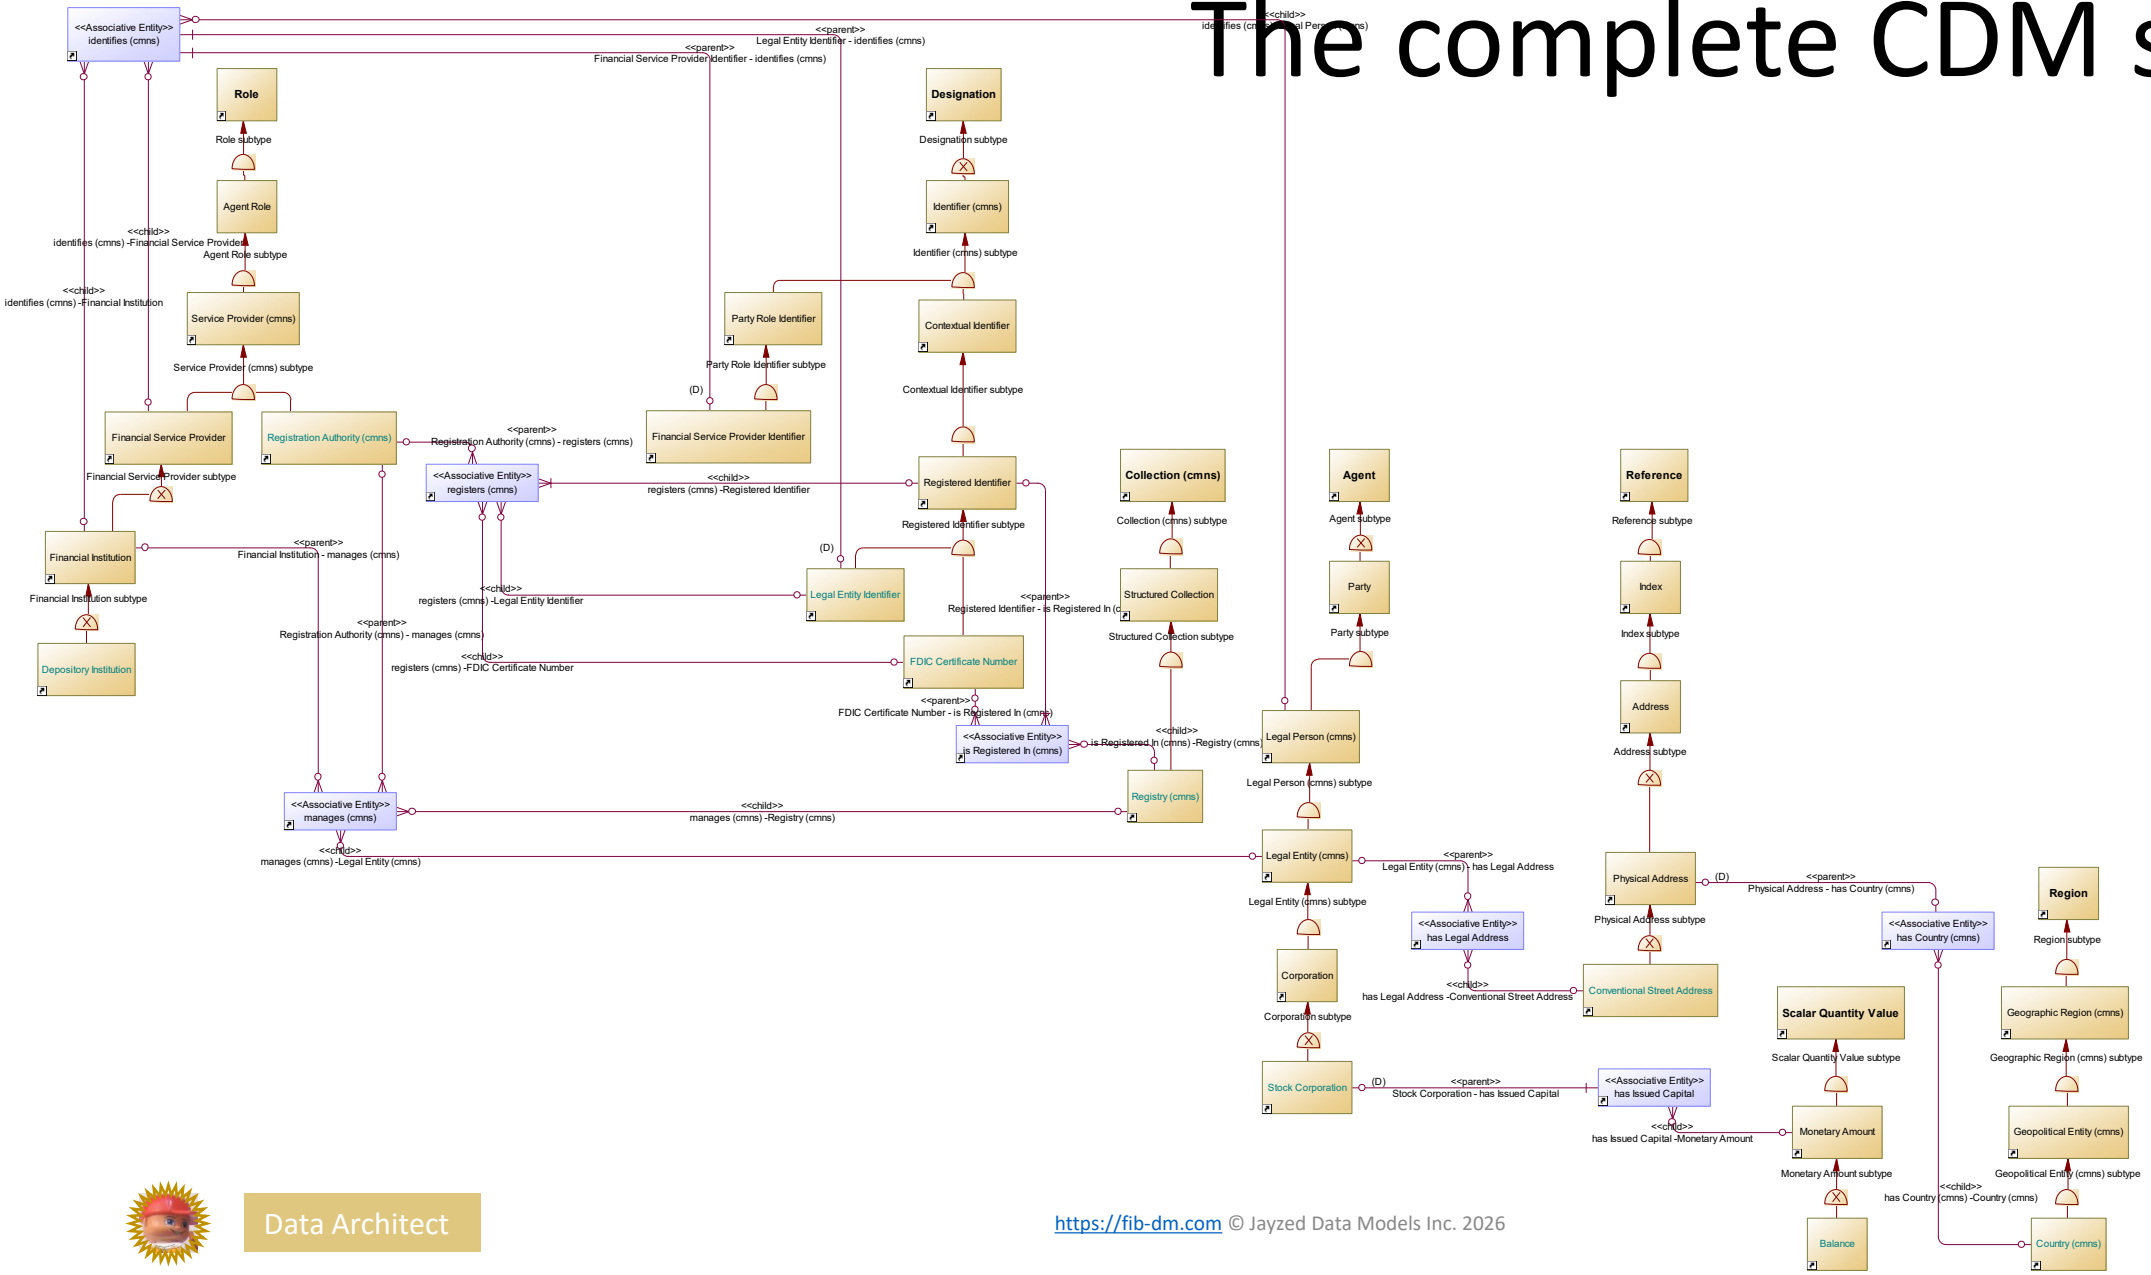 The complete CDM s
<<Associative Entity>>
identifies (cmns)
<<child>>
<<parent>>
Legal Entity Identifier - identifies (cmns)
<<parent>>
Financial Service Provider Identifier - identifies (cmns)
Role
Role subtype
Agent Role
<<child>>
identifies (cmns) -Financial Service Provider
Agent Role subtype
<<child>>
identifies (cmns) -Financial Institution
Service Provider (cmns)
Service Provider (cmns) subtype
Financial Service Provider
Registration Authority (cmns)
Financial Service Provider subtype
Financial Institution
Financial Institution subtype
Depository Institution
<<parent>>
Financial Institution - manages (cmns)
<<parent>>
Registration Authority (cmns) - manages (cmns)
<<parent>>
Registration Authority (cmns) - registers (cmns)
<<Associative Entity>>
registers (cmns)
<<child>>
registers (cmns) -Registered Identifier
<<child>>
registers (cmns) -Legal Entity Identifier
<<child>>
registers (cmns) -FDIC Certificate Number
<<Associative Entity>>
manages (cmns)
<<child>>
manages (cmns) -Registry (cmns)
<<child>>
manages (cmns) -Legal Entity (cmns)
Designation
Designation subtype
Identifier (cmns)
Identifier (cmns) subtype
Party Role Identifier
Party Role Identifier subtype
(D)
Financial Service Provider Identifier
Contextual Identifier
Contextual Identifier subtype
Registered Identifier
Registered Identifier subtype
(D)
Legal Entity Identifier
FDIC Certificate Number
<<parent>>
Registered Identifier - is Registered In (c
<<parent>>
FDIC Certificate Number - is Registered In (cmns)
<<Associative Entity>>
is Registered In (cmns)
<<child>>
is Registered In (cmns) -Registry (cmns)
Collection (cmns)
Collection (cmns) subtype
Structured Collection
Structured Collection subtype
Registry (cmns)
Agent
Agent subtype
Party
Party subtype
Legal Person (cmns)
Legal Person (cmns) subtype
Legal Entity (cmns)
Legal Entity (cmns) subtype
Corporation
Corporation subtype
Stock Corporation
<<parent>>
Legal Entity (cmns) - has Legal Address
<<Associative Entity>>
has Legal Address
<<child>>
has Legal Address -Conventional Street Address
(D)
<<parent>>
Stock Corporation - has Issued Capital
<<Associative Entity>>
has Issued Capital
<<child>>
has Issued Capital -Monetary Amount
Reference
Reference subtype
Index
Index subtype
Address
Address subtype
Physical Address
Physical Address subtype
Conventional Street Address
(D)
<<parent>>
Physical Address - has Country (cmns)
<<Associative Entity>>
has Country (cmns)
<<child>>
has Country (cmns) -Country (cmns)
Scalar Quantity Value
Scalar Quantity Value subtype
Monetary Amount
Monetary Amount subtype
Balance
Region
Region subtype
Geographic Region (cmns)
Geographic Region (cmns) subtype
Geopolitical Entity (cmns)
Geopolitical Entity (cmns) subtype
Country (cmns)
Data Architect
https://fib-dm.com © Jayzed Data Models Inc. 2026